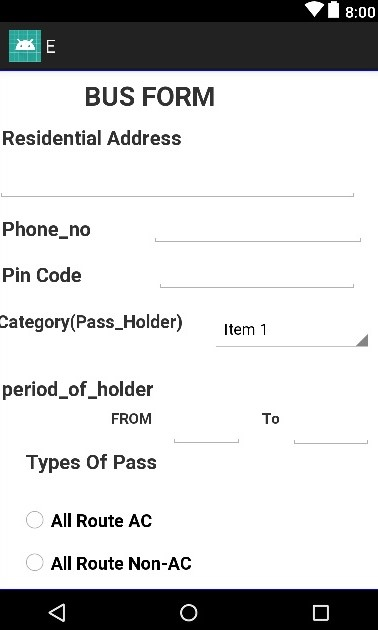 8:00
E
BUS FORM
Residential Address
Phone_no
Pin Code
Category(Pass_Holder)
Item 1
period_of_holder
FROM To
Types Of Pass
All Route AC
All Route Non-AC